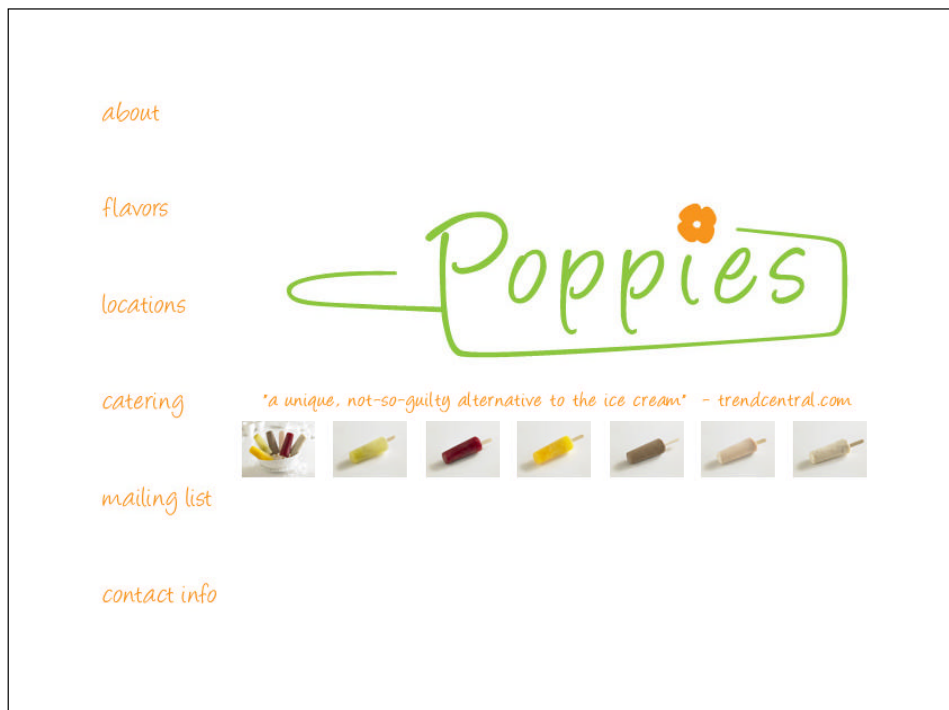 about
flavors
locations
catering
mailing list
contact info
Poppies
"a unique, not-so-guilty alternative to the ice cream" - trendcentral.com